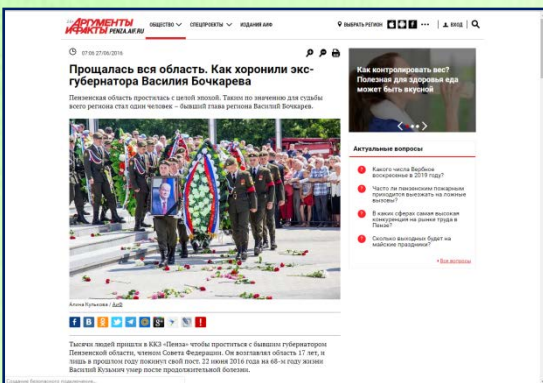 АРГУМЕНТЫ И ФАКТЫ PENZA.AIF.RU
ОБЩЕСТВО СПЕЦПРОЕКТЫ ИЗДАНИЯ АИФ
ВЫБРАТЬ РЕГИОН ВХОД
07:06 27/06/2016
Прощалась вся область. Как хоронили экс-
губернатора Василия Бочкарева
Пензенская область простилась с целой эпохой. Таким по значению для судьбы
всего региона стал один человек – бывший глава региона Василий Бочкарев.
Алина Кулькова / АиФ
Тысячи людей пришли в ККЗ «Пенза» чтобы проститься с бывшим губернатором
Пензенской области, членом Совета Федерации. Он возглавлял область 17 лет, и
лишь в прошлом году покинул свой пост. 22 июня 2016 года на 68-м году жизни
Василий Кузьмич умер после продолжительной болезни.
Как контролировать вес?
Полезная для здоровья еда
может быть вкусной
Актуальные вопросы
Какого числа Вербное
воскресенье в 2019 году?
Часто ли пензенским пожарным
приходится выезжать на ложные
вызовы?
В каких сферах самая высокая
конкуренция на рынке труда в
Пензе?
Сколько выходных будет на
майские праздники?
Все вопросы